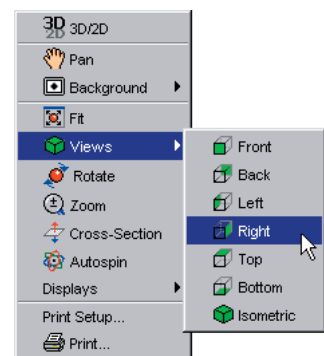 3D 2D 3D/2D
Pan
Background
Fit
Views
Rotate
Zoom
Cross-Section
Autospin
Displays
Print Setup...
Print...
Front
Back
Left
Right
Top
Bottom
Isometric